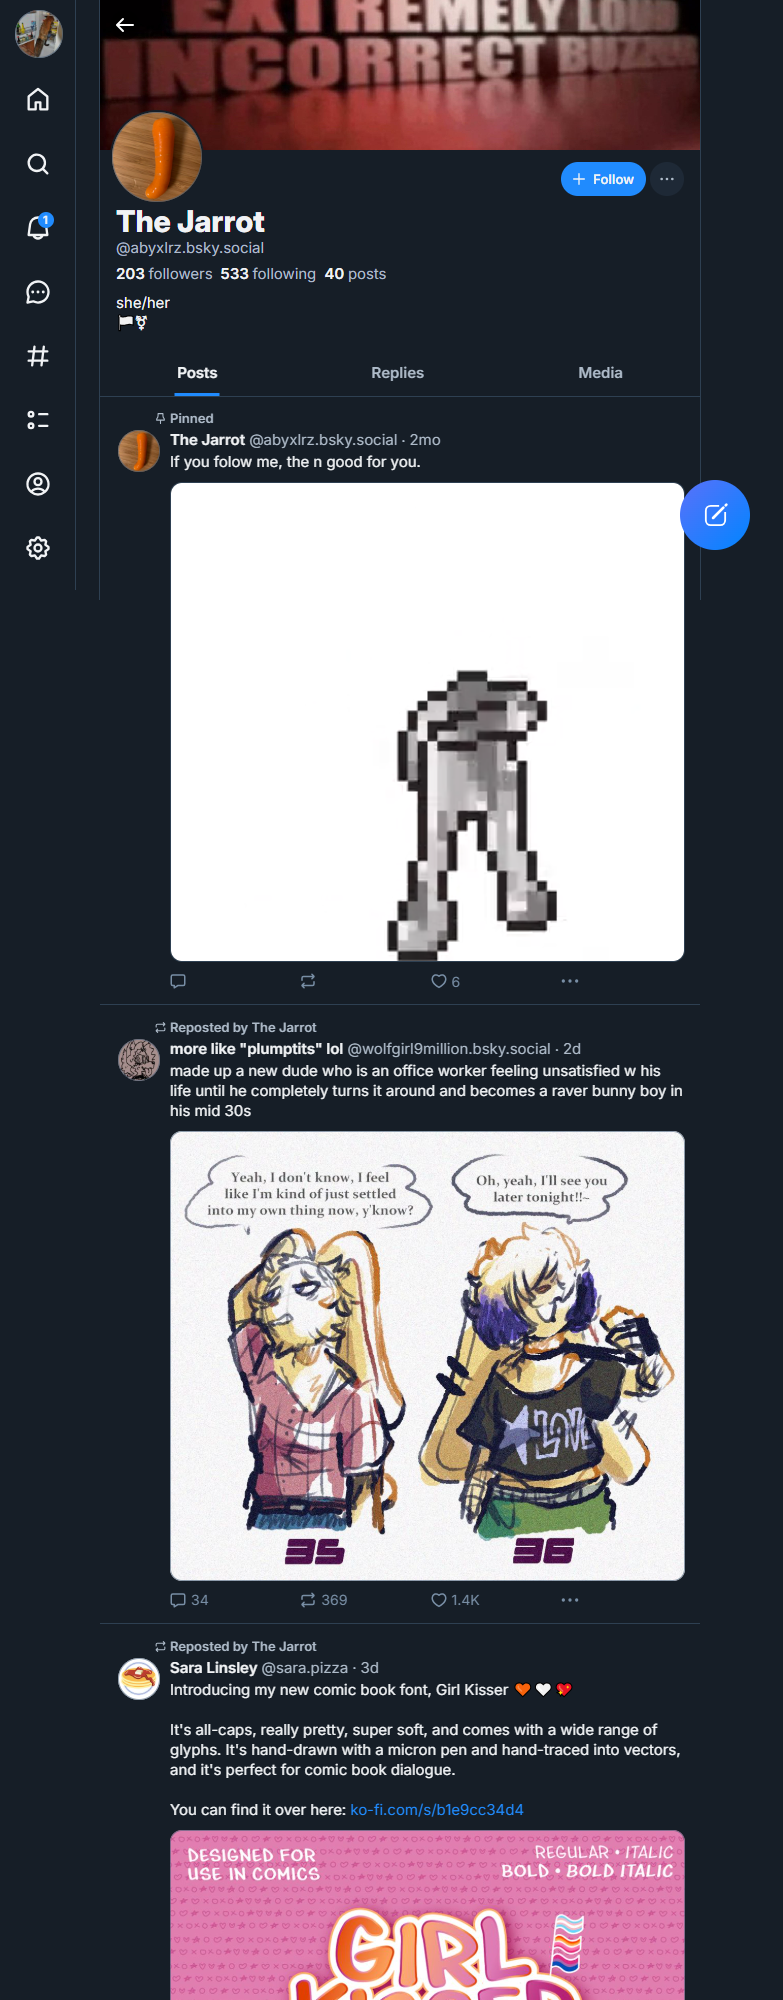 EXTREMELY LOUD
INCORRECT BUZZER
+ Follow
The Jarrot
@abyxlrz.bsky.social
203 followers 533 following 40 posts
she/her
🏳️⚧
1
Posts Replies Media
Pinned
The Jarrot @abyxlrz.bsky.social · 2mo
If you folow me, the n good for you.
6
Reposted by The Jarrot
more like "plumptits" lol @wolfgirl9million.bsky.social · 2d
made up a new dude who is an office worker feeling unsatisfied w his
life until he completely turns it around and becomes a raver bunny boy in
his mid 30s
Yeah, I don't know, I feel
like I'm kind of just settled
into my own thing now, y'know?
Oh, yeah, I'll see you
later tonight!!~
LOVE
35
36
34 369 1.4K
Reposted by The Jarrot
Sara Linsley @sara.pizza · 3d
Introducing my new comic book font, Girl Kisser 🧡 🤍 💖
It's all-caps, really pretty, super soft, and comes with a wide range of
glyphs. It's hand-drawn with a micron pen and hand-traced into vectors,
and it's perfect for comic book dialogue.
You can find it over here: ko-fi.com/s/b1e9cc34d4
DESIGNED FOR
USE IN COMICS
REGULAR • ITALIC
BOLD • BOLD ITALIC
GIRL
KISSER